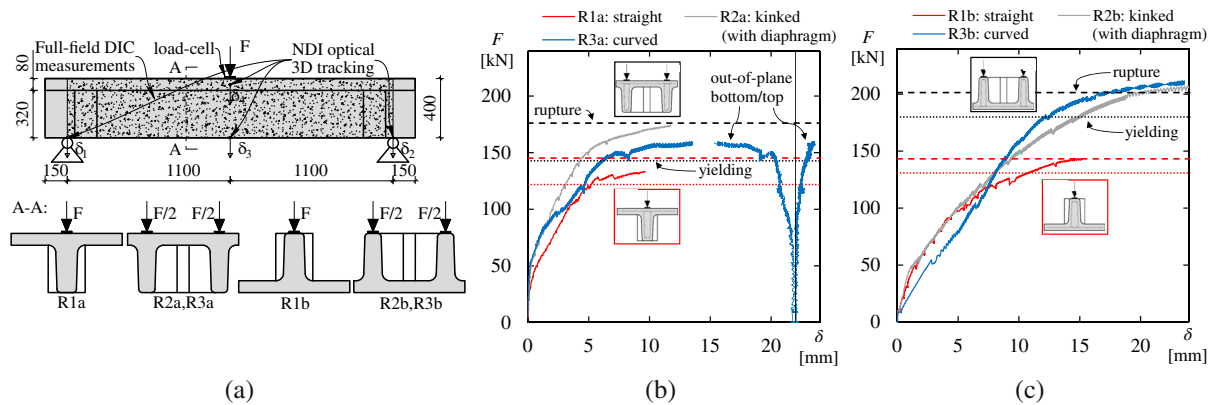 Full-field DIC
measurements
load-cell
F
A
NDI optical
3D tracking
80
320
400
δ1
δ2
δ3
A
150
1100
1100
150
A-A:
F
F/2
F/2
F
F/2
F/2
R1a
R2a,R3a
R1b
R2b,R3b
(a)
R1a: straight
R2a: kinked
R3a: curved
(with diaphragm)
F
[kN]
200
150
100
50
0
rupture
out-of-plane
bottom/top
yielding
0
5
10
15
20
δ
[mm]
(b)
R1b: straight
R2b: kinked
R3b: curved
(with diaphragm)
F
[kN]
200
150
100
50
0
rupture
yielding
0
5
10
15
20
δ
[mm]
(c)